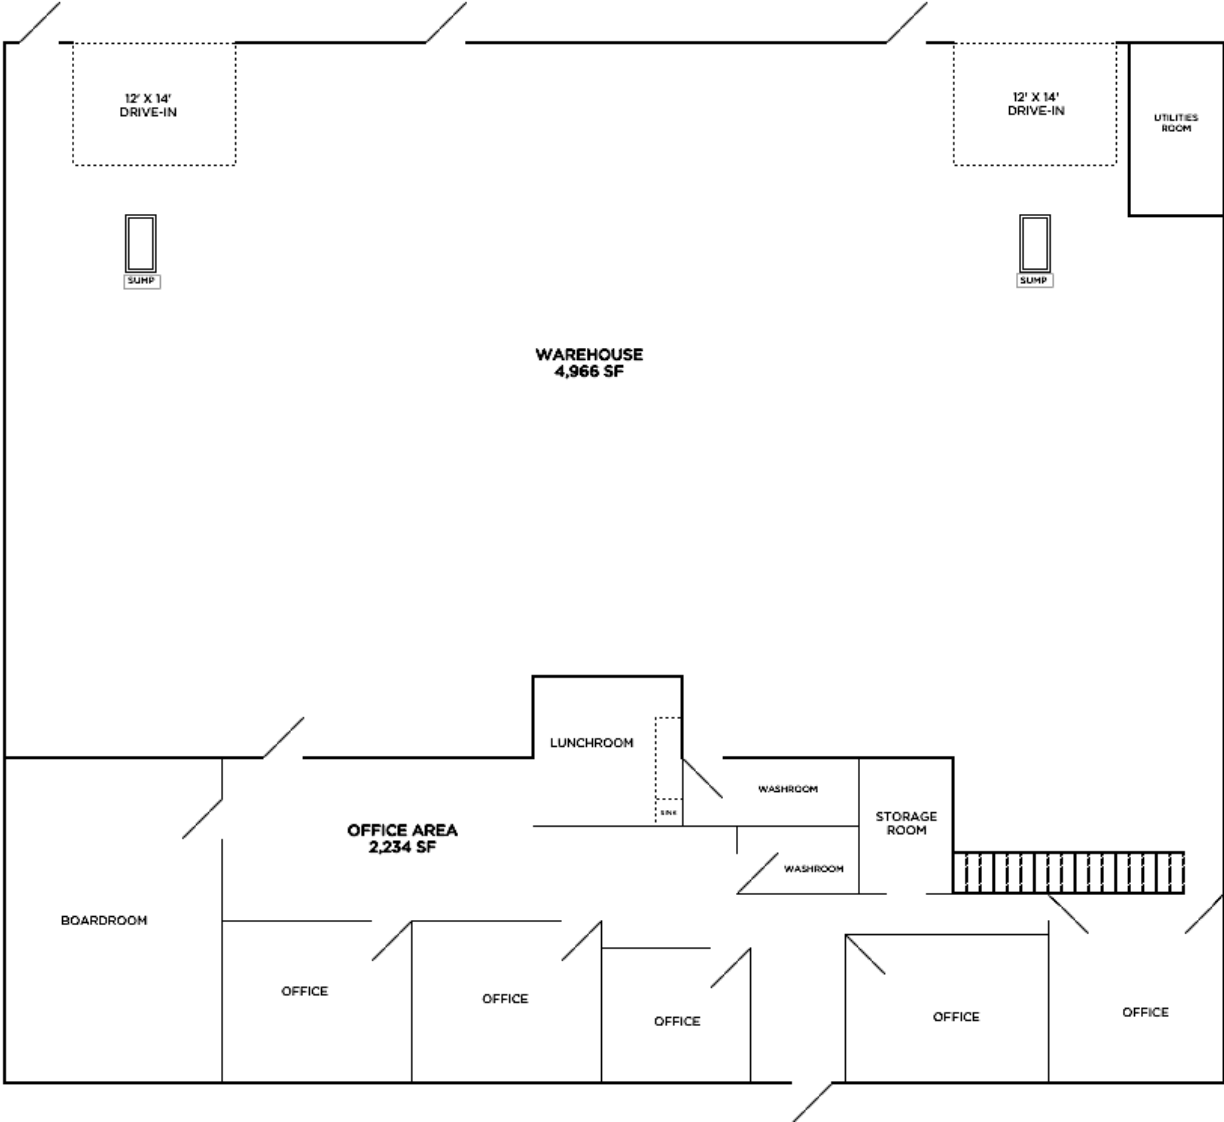 12' X 14'
DRIVE-IN
12' X 14'
DRIVE-IN
UTILITIES
ROOM
SUMP
SUMP
WAREHOUSE
4,966 SF
LUNCHROOM
WASHROOM
SINK
STORAGE
ROOM
OFFICE AREA
2,234 SF
WASHROOM
BOARDROOM
OFFICE
OFFICE
OFFICE
OFFICE
OFFICE